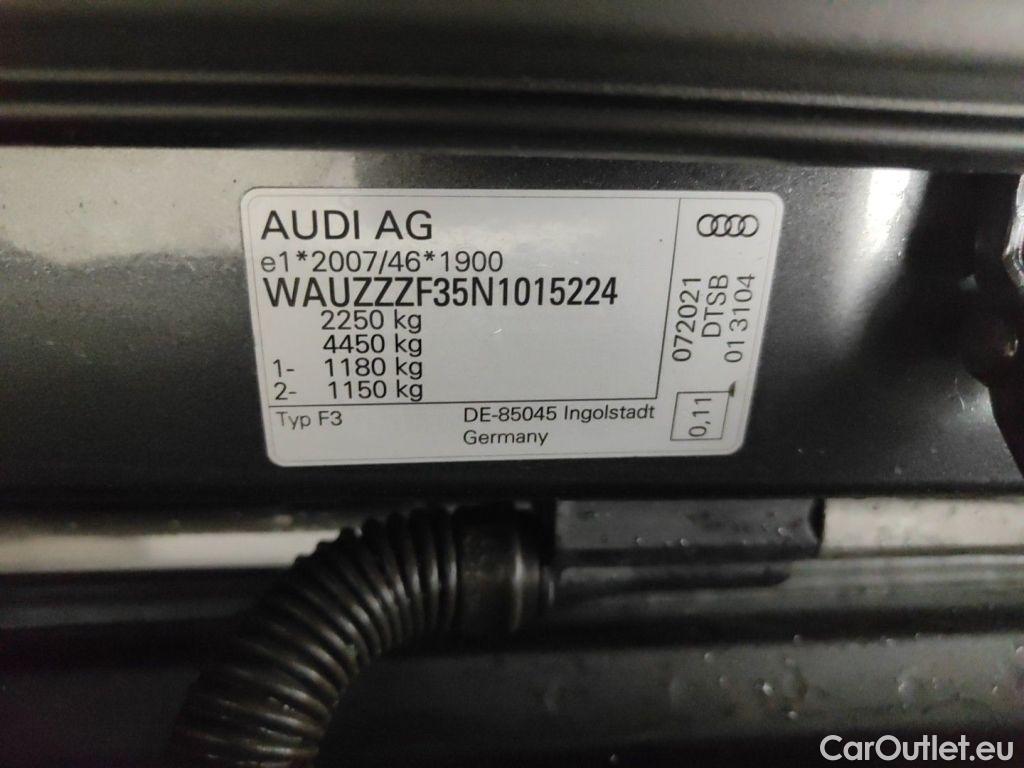 AUDI AG
e1*2007/46*1900
WAUZZZF35N1015224
2250 kg
4450 kg
1- 1180 kg
2- 1150 kg
Typ F3
DE-85045 Ingolstadt
Germany
072021
DTSB
013104
0,11
CarOutlet.eu